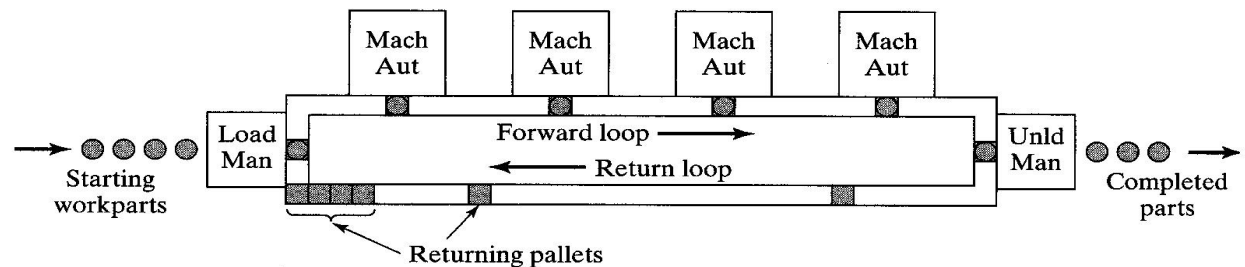 Mach
Aut
Mach
Aut
Mach
Aut
Mach
Aut
Load
Man
Forward loop
Return loop
Unld
Man
Starting
workparts
Completed
parts
Returning pallets